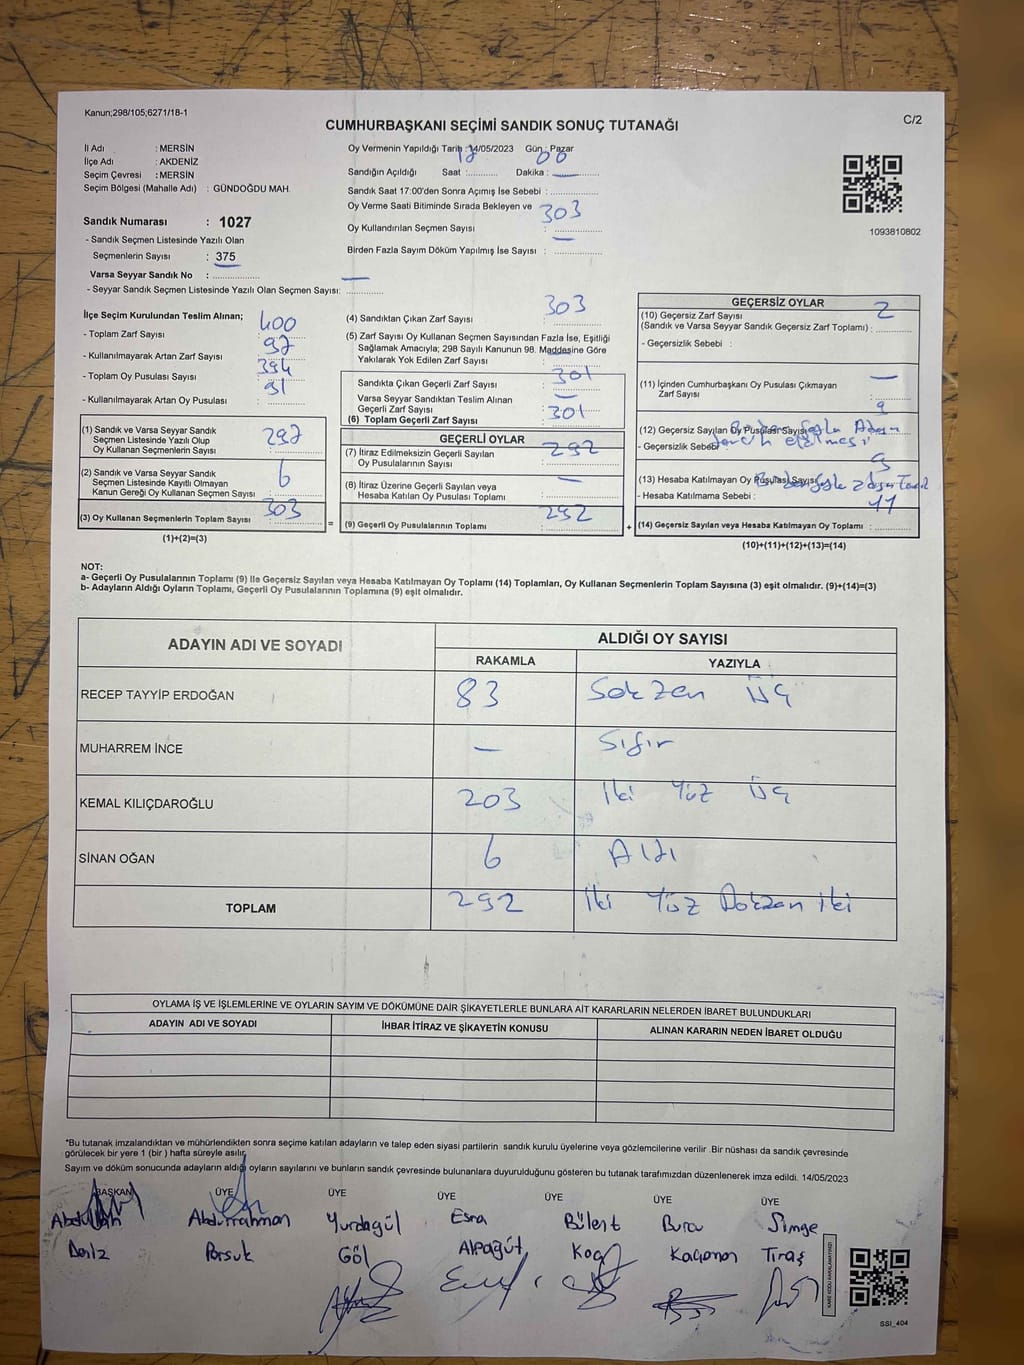 Kanun;298/105;6271/18-1
C/2
CUMHURBAŞKANI SEÇİMİ SANDIK SONUÇ TUTANAĞI
İl Adı : MERSİN
İlçe Adı : AKDENİZ
Seçim Çevresi : MERSİN
Seçim Bölgesi (Mahalle Adı) : GÜNDOĞDU MAH.
Oy Vermenin Yapıldığı Tarih : 14/05/2023 Gün : Pazar
Sandığın Açıldığı Saat :.......... Dakika : 00
Sandık Saat 17:00'den Sonra Açımış İse Sebebi : —
Oy Verme Saati Bitiminde Sırada Bekleyen ve
Oy Kullandırılan Seçmen Sayısı : 303
Birden Fazla Sayım Döküm Yapılmış İse Sayısı : —
1093810802
Sandık Numarası : 1027
- Sandık Seçmen Listesinde Yazılı Olan
Seçmenlerin Sayısı : 375
Varsa Seyyar Sandık No :
- Seyyar Sandık Seçmen Listesinde Yazılı Olan Seçmen Sayısı: —
İlçe Seçim Kurulundan Teslim Alınan;
- Toplam Zarf Sayısı : 400
- Kullanılmayarak Artan Zarf Sayısı : 97
- Toplam Oy Pusulası Sayısı : 394
- Kullanılmayarak Artan Oy Pusulası : 91
(1) Sandık ve Varsa Seyyar Sandık
Seçmen Listesinde Yazılı Olup
Oy Kullanan Seçmenlerin Sayısı : 297
(2) Sandık ve Varsa Seyyar Sandık
Seçmen Listesinde Kayıtlı Olmayan
Kanun Gereği Oy Kullanan Seçmen Sayısı : 6
(3) Oy Kullanan Seçmenlerin Toplam Sayısı : 303
(1)+(2)=(3)
(4) Sandıktan Çıkan Zarf Sayısı : 303
(5) Zarf Sayısı Oy Kullanan Seçmen Sayısından Fazla İse, Eşitliği
Sağlamak Amacıyla; 298 Sayılı Kanunun 98. Maddesine Göre
Yakılarak Yok Edilen Zarf Sayısı : —
Sandıkta Çıkan Geçerli Zarf Sayısı : 301
Varsa Seyyar Sandıktan Teslim Alınan
Geçerli Zarf Sayısı : —
(6) Toplam Geçerli Zarf Sayısı : 301
GEÇERLİ OYLAR
(7) İtiraz Edilmeksizin Geçerli Sayılan
Oy Pusulalarının Sayısı : 292
(8) İtiraz Üzerine Geçerli Sayılan veya
Hesaba Katılan Oy Pusulası Toplamı : —
= (9) Geçerli Oy Pusulalarının Toplamı : 292 +
GEÇERSİZ OYLAR
(10) Geçersiz Zarf Sayısı
(Sandık ve Varsa Seyyar Sandık Geçersiz Zarf Toplamı) : 2
- Geçersizlik Sebebi :
(11) İçinden Cumhurbaşkanı Oy Pusulası Çıkmayan
Zarf Sayısı : —
(12) Geçersiz Sayılan Oy Pusulası Sayısı : 9
- Geçersizlik Sebebi :
(13) Hesaba Katılmayan Oy Pusulası Sayısı :
- Hesaba Katılmama Sebebi :
(14) Geçersiz Sayılan veya Hesaba Katılmayan Oy Toplamı : 11
(10)+(11)+(12)+(13)=(14)
NOT:
a- Geçerli Oy Pusulalarının Toplamı (9) İle Geçersiz Sayılan veya Hesaba Katılmayan Oy Toplamı (14) Toplamları, Oy Kullanan Seçmenlerin Toplam Sayısına (3) eşit olmalıdır. (9)+(14)=(3)
b- Adayların Aldığı Oyların Toplamı, Geçerli Oy Pusulalarının Toplamına (9) eşit olmalıdır.
ADAYIN ADI VE SOYADI ALDIĞI OY SAYISI
RAKAMLA YAZIYLA
RECEP TAYYİP ERDOĞAN 83 Sekzen Üç
MUHARREM İNCE — Sıfır
KEMAL KILIÇDAROĞLU 203 İki Yüz Üç
SİNAN OĞAN 6 Altı
TOPLAM 292 İki Yüz Dokzan iki
OYLAMA İŞ VE İŞLEMLERİNE VE OYLARIN SAYIM VE DÖKÜMÜNE DAİR ŞİKAYETLERLE BUNLARA AİT KARARLARIN NELERDEN İBARET BULUNDUKLARI
ADAYIN ADI VE SOYADI İHBAR İTİRAZ VE ŞİKAYETİN KONUSU ALINAN KARARIN NEDEN İBARET OLDUĞU
*Bu tutanak imzalandıktan ve mühürlendikten sonra seçime katılan adayların ve talep eden siyasi partilerin sandık kurulu üyelerine veya gözlemcilerine verilir .Bir nüshası da sandık çevresinde
görülecek bir yere 1 (bir ) hafta süreyle asılır.
Sayım ve döküm sonucunda adayların aldığı oyların sayılarını ve bunların sandık çevresinde bulunanlara duyurulduğunu gösteren bu tutanak tarafımızdan düzenlenerek imza edildi. 14/05/2023
BAŞKAN ÜYE ÜYE ÜYE ÜYE ÜYE ÜYE
Abdullah Abdurrahman Yurdagül Esra Bülent Burcu Simge
Deniz Porsuk Göl Alpagüt Koç Kaçanan Tıraş
SSİ_404